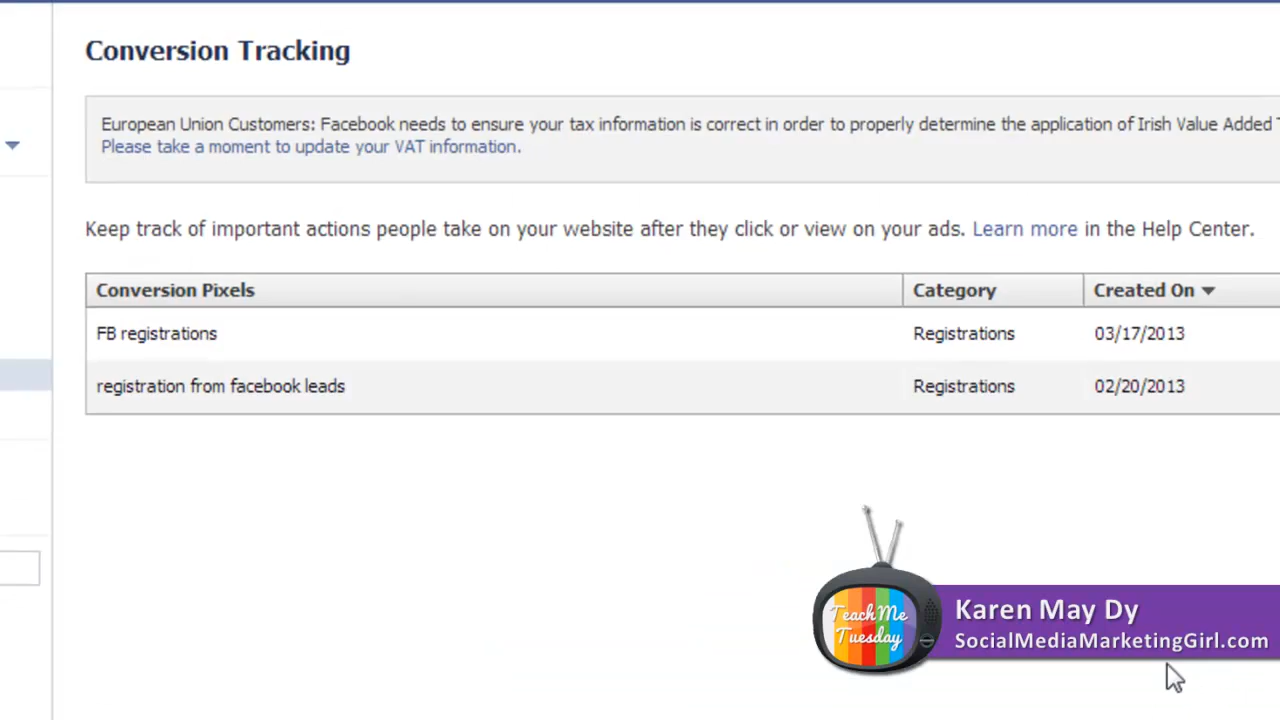 Conversion Tracking
European Union Customers: Facebook needs to ensure your tax information is correct in order to properly determine the application of Irish Value Added
Please take a moment to update your VAT information.
Keep track of important actions people take on your website after they click or view on your ads. Learn more in the Help Center.
Conversion Pixels Category Created On
FB registrations Registrations 03/17/2013
registration from facebook leads Registrations 02/20/2013
Teach Me
Tuesday
Karen May Dy
SocialMediaMarketingGirl.com